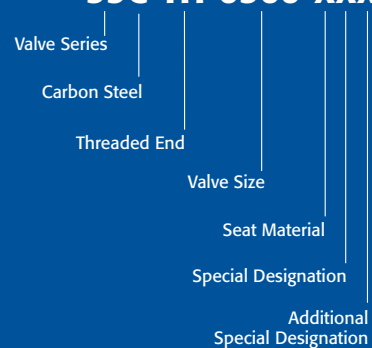 Valve Series
Carbon Steel
Threaded End
Valve Size
Seat Material
Special Designation
Additional
Special Designation